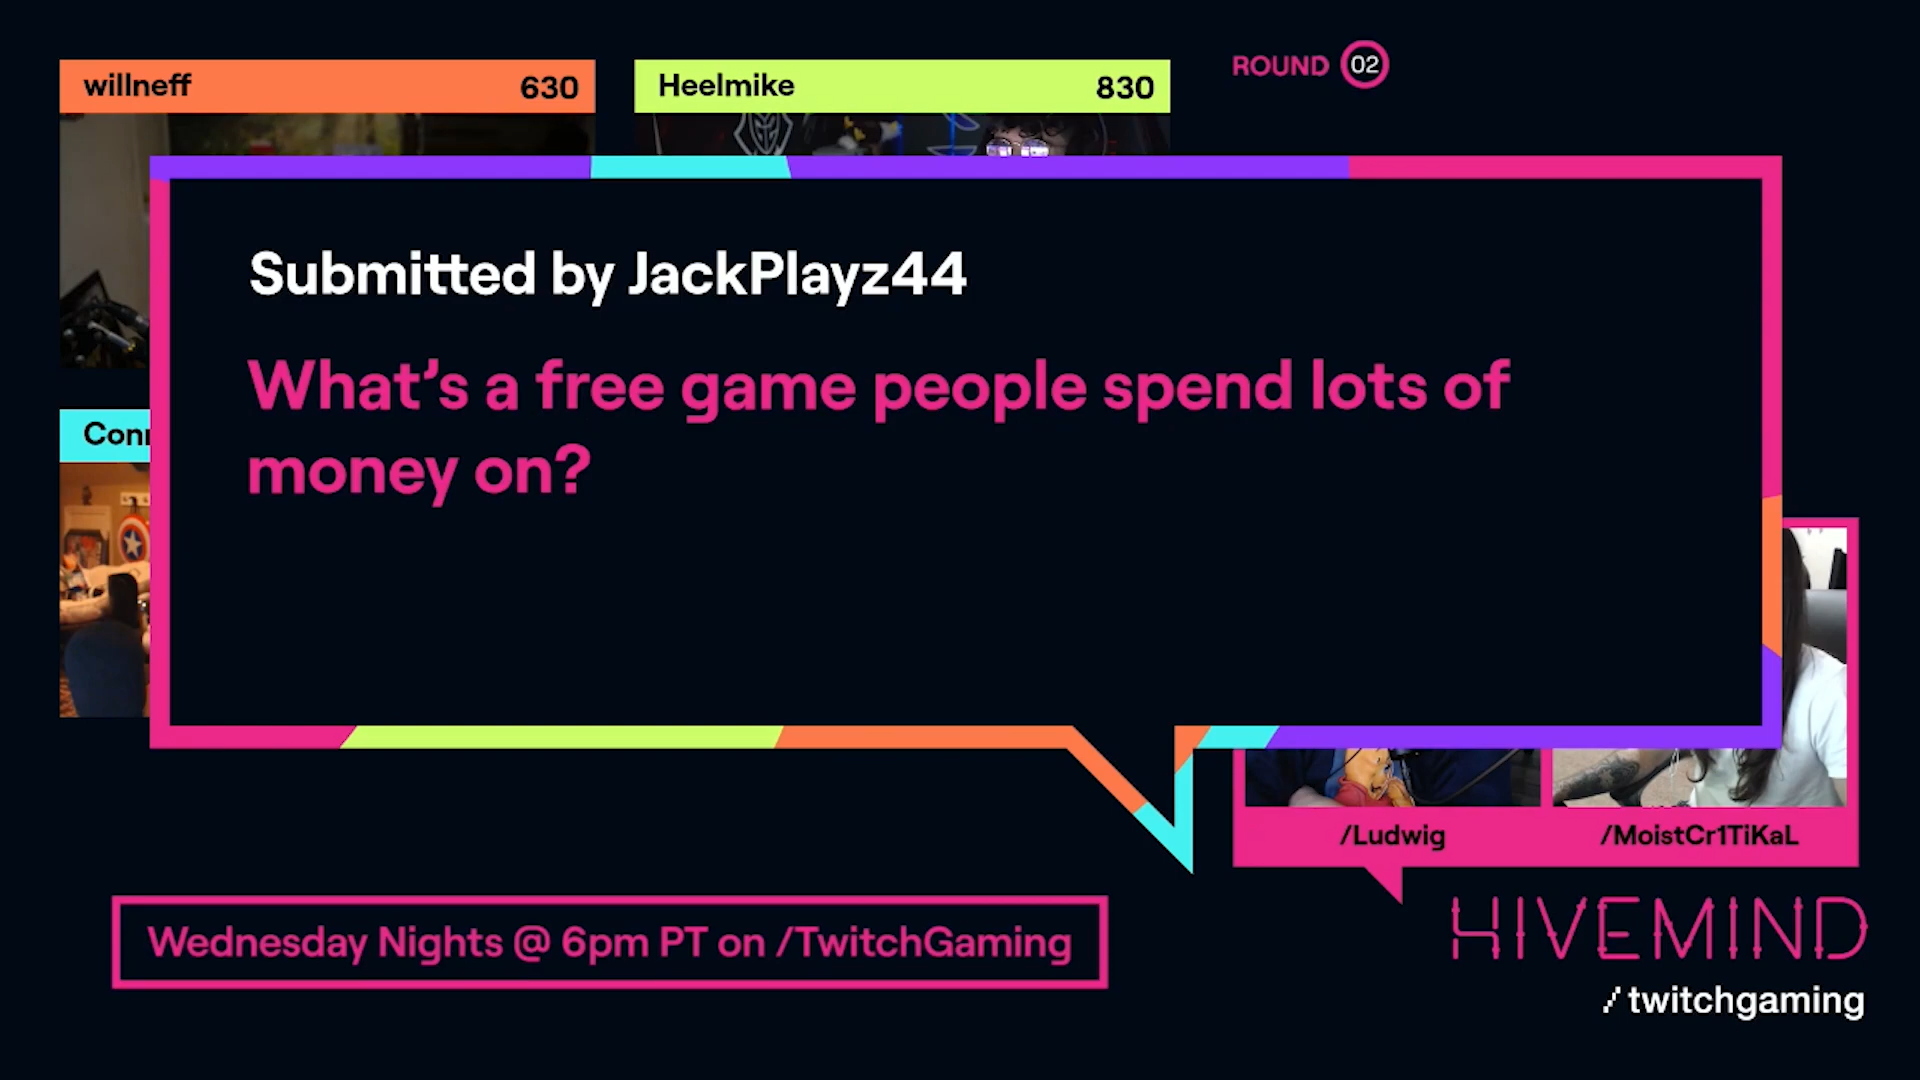 willneff 630
Heelmike 830
ROUND 02
Submitted by JackPlayz44
What's a free game people spend lots of
money on?
Conn
/Ludwig
/MoistCr1TiKaL
Wednesday Nights @ 6pm PT on /TwitchGaming
HIVEMIND
/twitchgaming